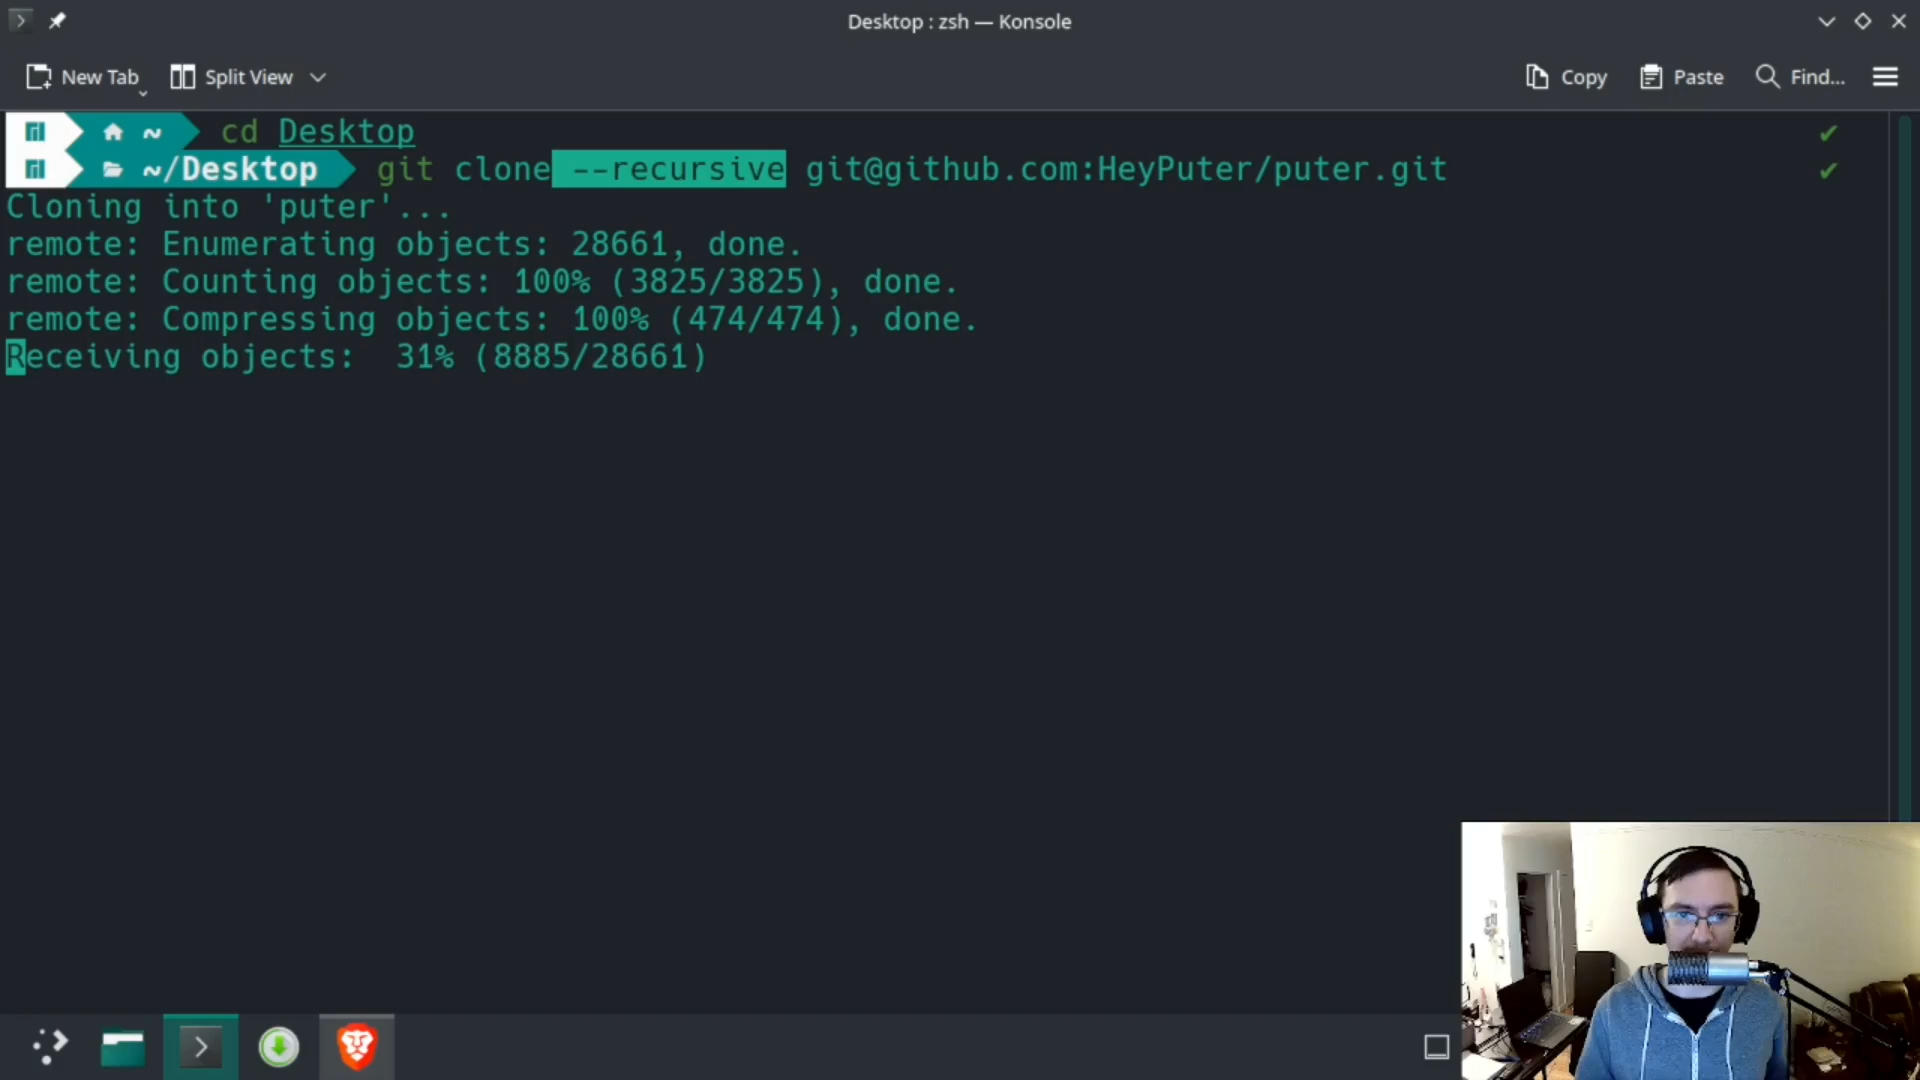 Desktop : zsh — Konsole
New Tab
Split View
Copy
Paste
Find...
~ cd Desktop ✔
~/Desktop git clone --recursive git@github.com:HeyPuter/puter.git ✔
Cloning into 'puter'...
remote: Enumerating objects: 28661, done.
remote: Counting objects: 100% (3825/3825), done.
remote: Compressing objects: 100% (474/474), done.
Receiving objects:  31% (8885/28661)